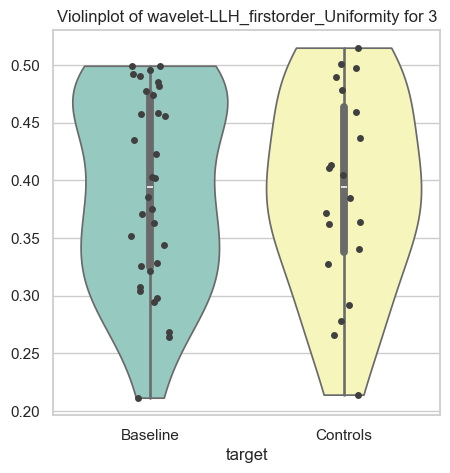 Violinplot of wavelet-LLH_firstorder_Uniformity for 3
0.50
0.45
0.40
0.35
0.30
0.25
0.20
Baseline Controls
target